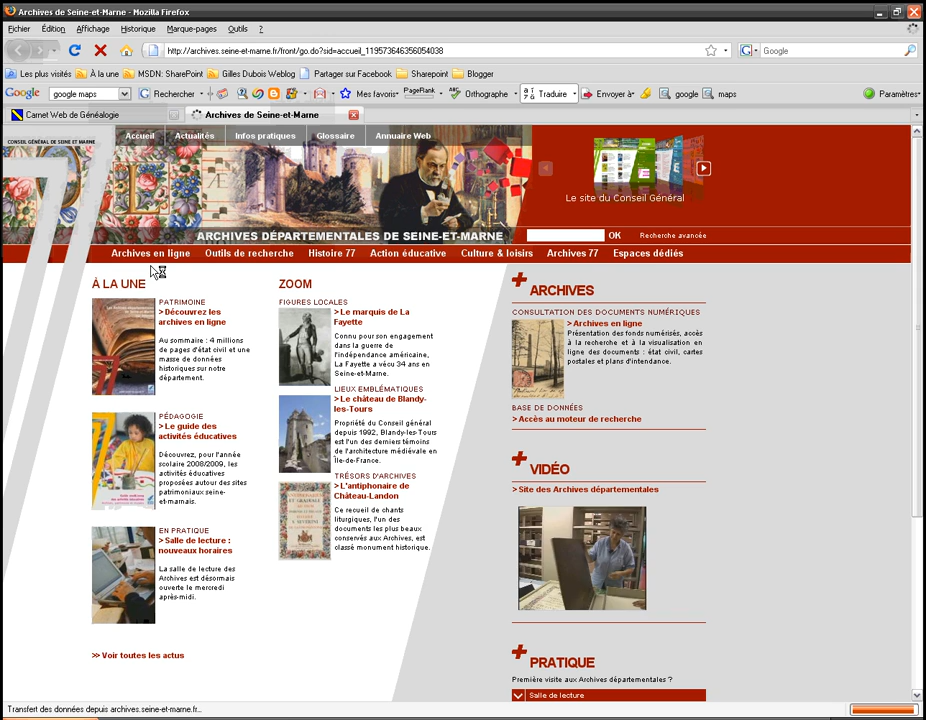 Archives de Seine-et-Marne - Mozilla Firefox
Fichier Édition Affichage Historique Marque-pages Outils ?
http://archives.seine-et-marne.fr/front/go.do?sid=accueil_1195736463560540​38
Google
Les plus visités À la une MSDN: SharePoint Gilles Dubois Weblog Partager sur Facebook Sharepoint Blogger
Google google maps Rechercher Mes favoris PageRank Orthographe Traduire Envoyer à google maps Paramètres
Carnet Web de Généalogie Archives de Seine-et-Marne
Accueil Actualités Infos pratiques Glossaire Annuaire Web
CONSEIL GÉNÉRAL DE SEINE ET MARNE
Le site du Conseil Général
ARCHIVES DÉPARTEMENTALES DE SEINE-ET-MARNE
OK Recherche avancée
Archives en ligne Outils de recherche Histoire 77 Action éducative Culture & loisirs Archives 77 Espaces dédiés
À LA UNE
PATRIMOINE
> Découvrez les
archives en ligne
Au sommaire : 4 millions
de pages d'état civil et une
masse de données
historiques sur notre
département.
PÉDAGOGIE
> Le guide des
activités éducatives
Découvrez, pour l'année
scolaire 2008/2009, les
activités éducatives
proposées autour des sites
patrimoniaux seine-
et-marnais.
EN PRATIQUE
> Salle de lecture :
nouveaux horaires
La salle de lecture des
Archives est désormais
ouverte le mercredi
après-midi.
>> Voir toutes les actus
ZOOM
FIGURES LOCALES
> Le marquis de La
Fayette
Connu pour son engagement
dans la guerre de
l'indépendance américaine,
La Fayette a vécu 34 ans en
Seine-et-Marne.
LIEUX EMBLÉMATIQUES
> Le château de Blandy-
les-Tours
Propriété du Conseil général
depuis 1992, Blandy-les-Tours
est l'un des derniers témoins
de l'architecture médiévale en
Île-de-France.
TRÉSORS D'ARCHIVES
> L'antiphonaire de
Château-Landon
Ce recueil de chants
liturgiques, l'un des
documents les plus beaux
conservés aux Archives, est
classé monument historique.
+ ARCHIVES
CONSULTATION DES DOCUMENTS NUMÉRIQUES
> Archives en ligne
Présentation des fonds numérisés, accès
à la recherche et à la visualisation en
ligne des documents : état civil, cartes
postales et plans d'intendance.
BASE DE DONNÉES
> Accès au moteur de recherche
+ VIDÉO
> Site des Archives départementales
+ PRATIQUE
Première visite aux Archives départementales ?
Salle de lecture
Transfert des données depuis archives.seine-et-marne.fr...